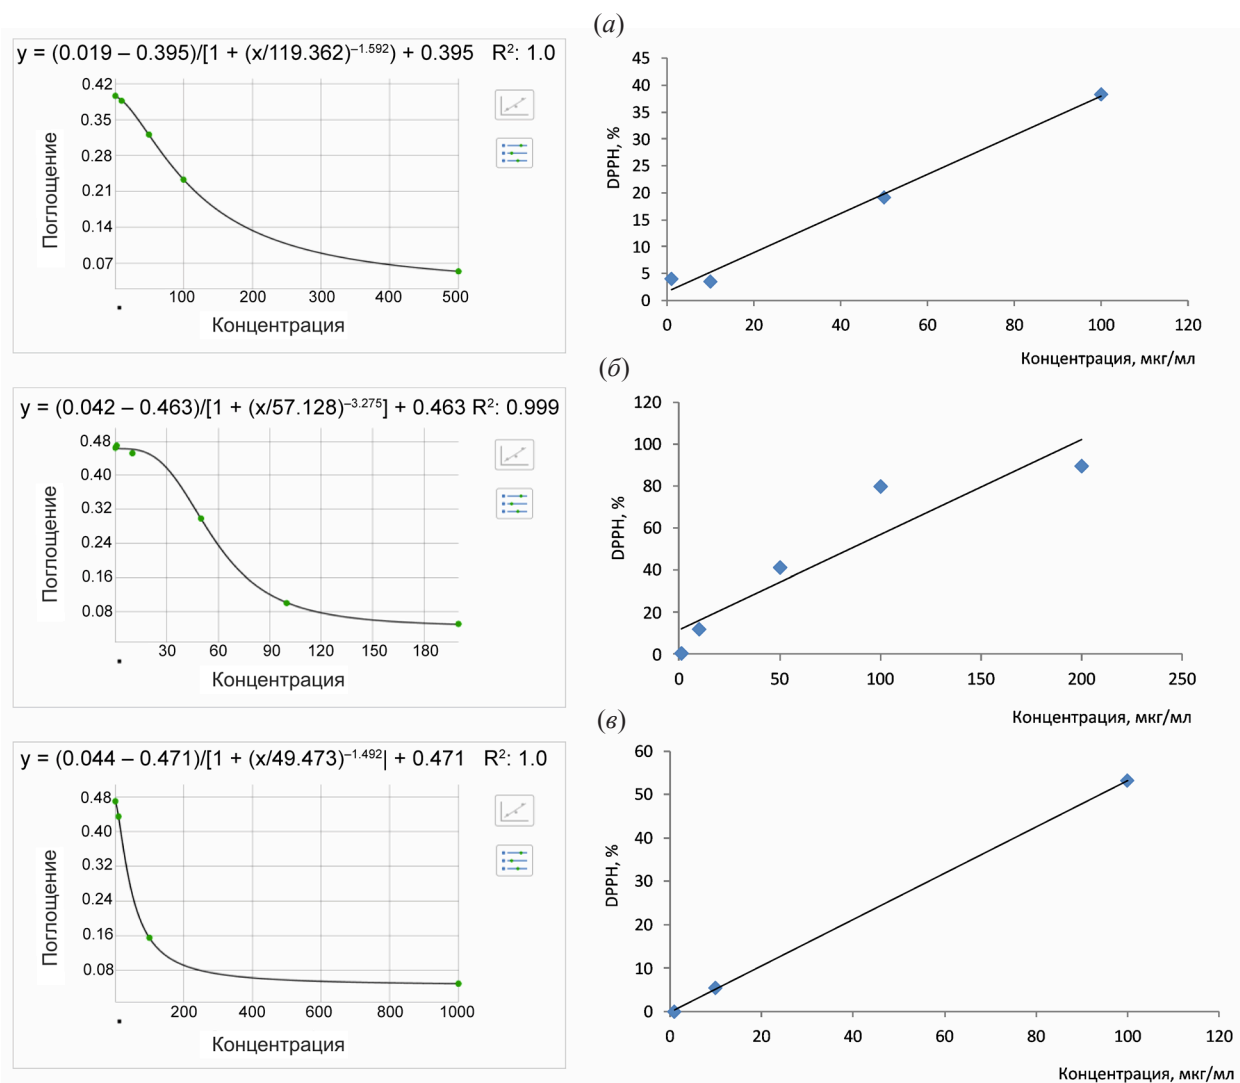 (а)
y = (0.019 – 0.395)/[1 + (x/119.362)^–1.592) + 0.395 R²: 1.0
0.42
0.35
0.28
0.21
0.14
0.07
Поглощение
100 200 300 400 500
Концентрация
45
40
35
30
25
20
15
10
5
0
DPPH, %
0 20 40 60 80 100 120
Концентрация, мкг/мл
(б)
y = (0.042 – 0.463)/[1 + (x/57.128)^–3.275] + 0.463 R²: 0.999
0.48
0.40
0.32
0.24
0.16
0.08
Поглощение
30 60 90 120 150 180
Концентрация
120
100
80
60
40
20
0
DPPH, %
0 50 100 150 200 250
Концентрация, мкг/мл
(в)
y = (0.044 – 0.471)/[1 + (x/49.473)^–1.492| + 0.471 R²: 1.0
0.48
0.40
0.32
0.24
0.16
0.08
Поглощение
200 400 600 800 1000
Концентрация
60
50
40
30
20
10
0
DPPH, %
0 20 40 60 80 100 120
Концентрация, мкг/мл